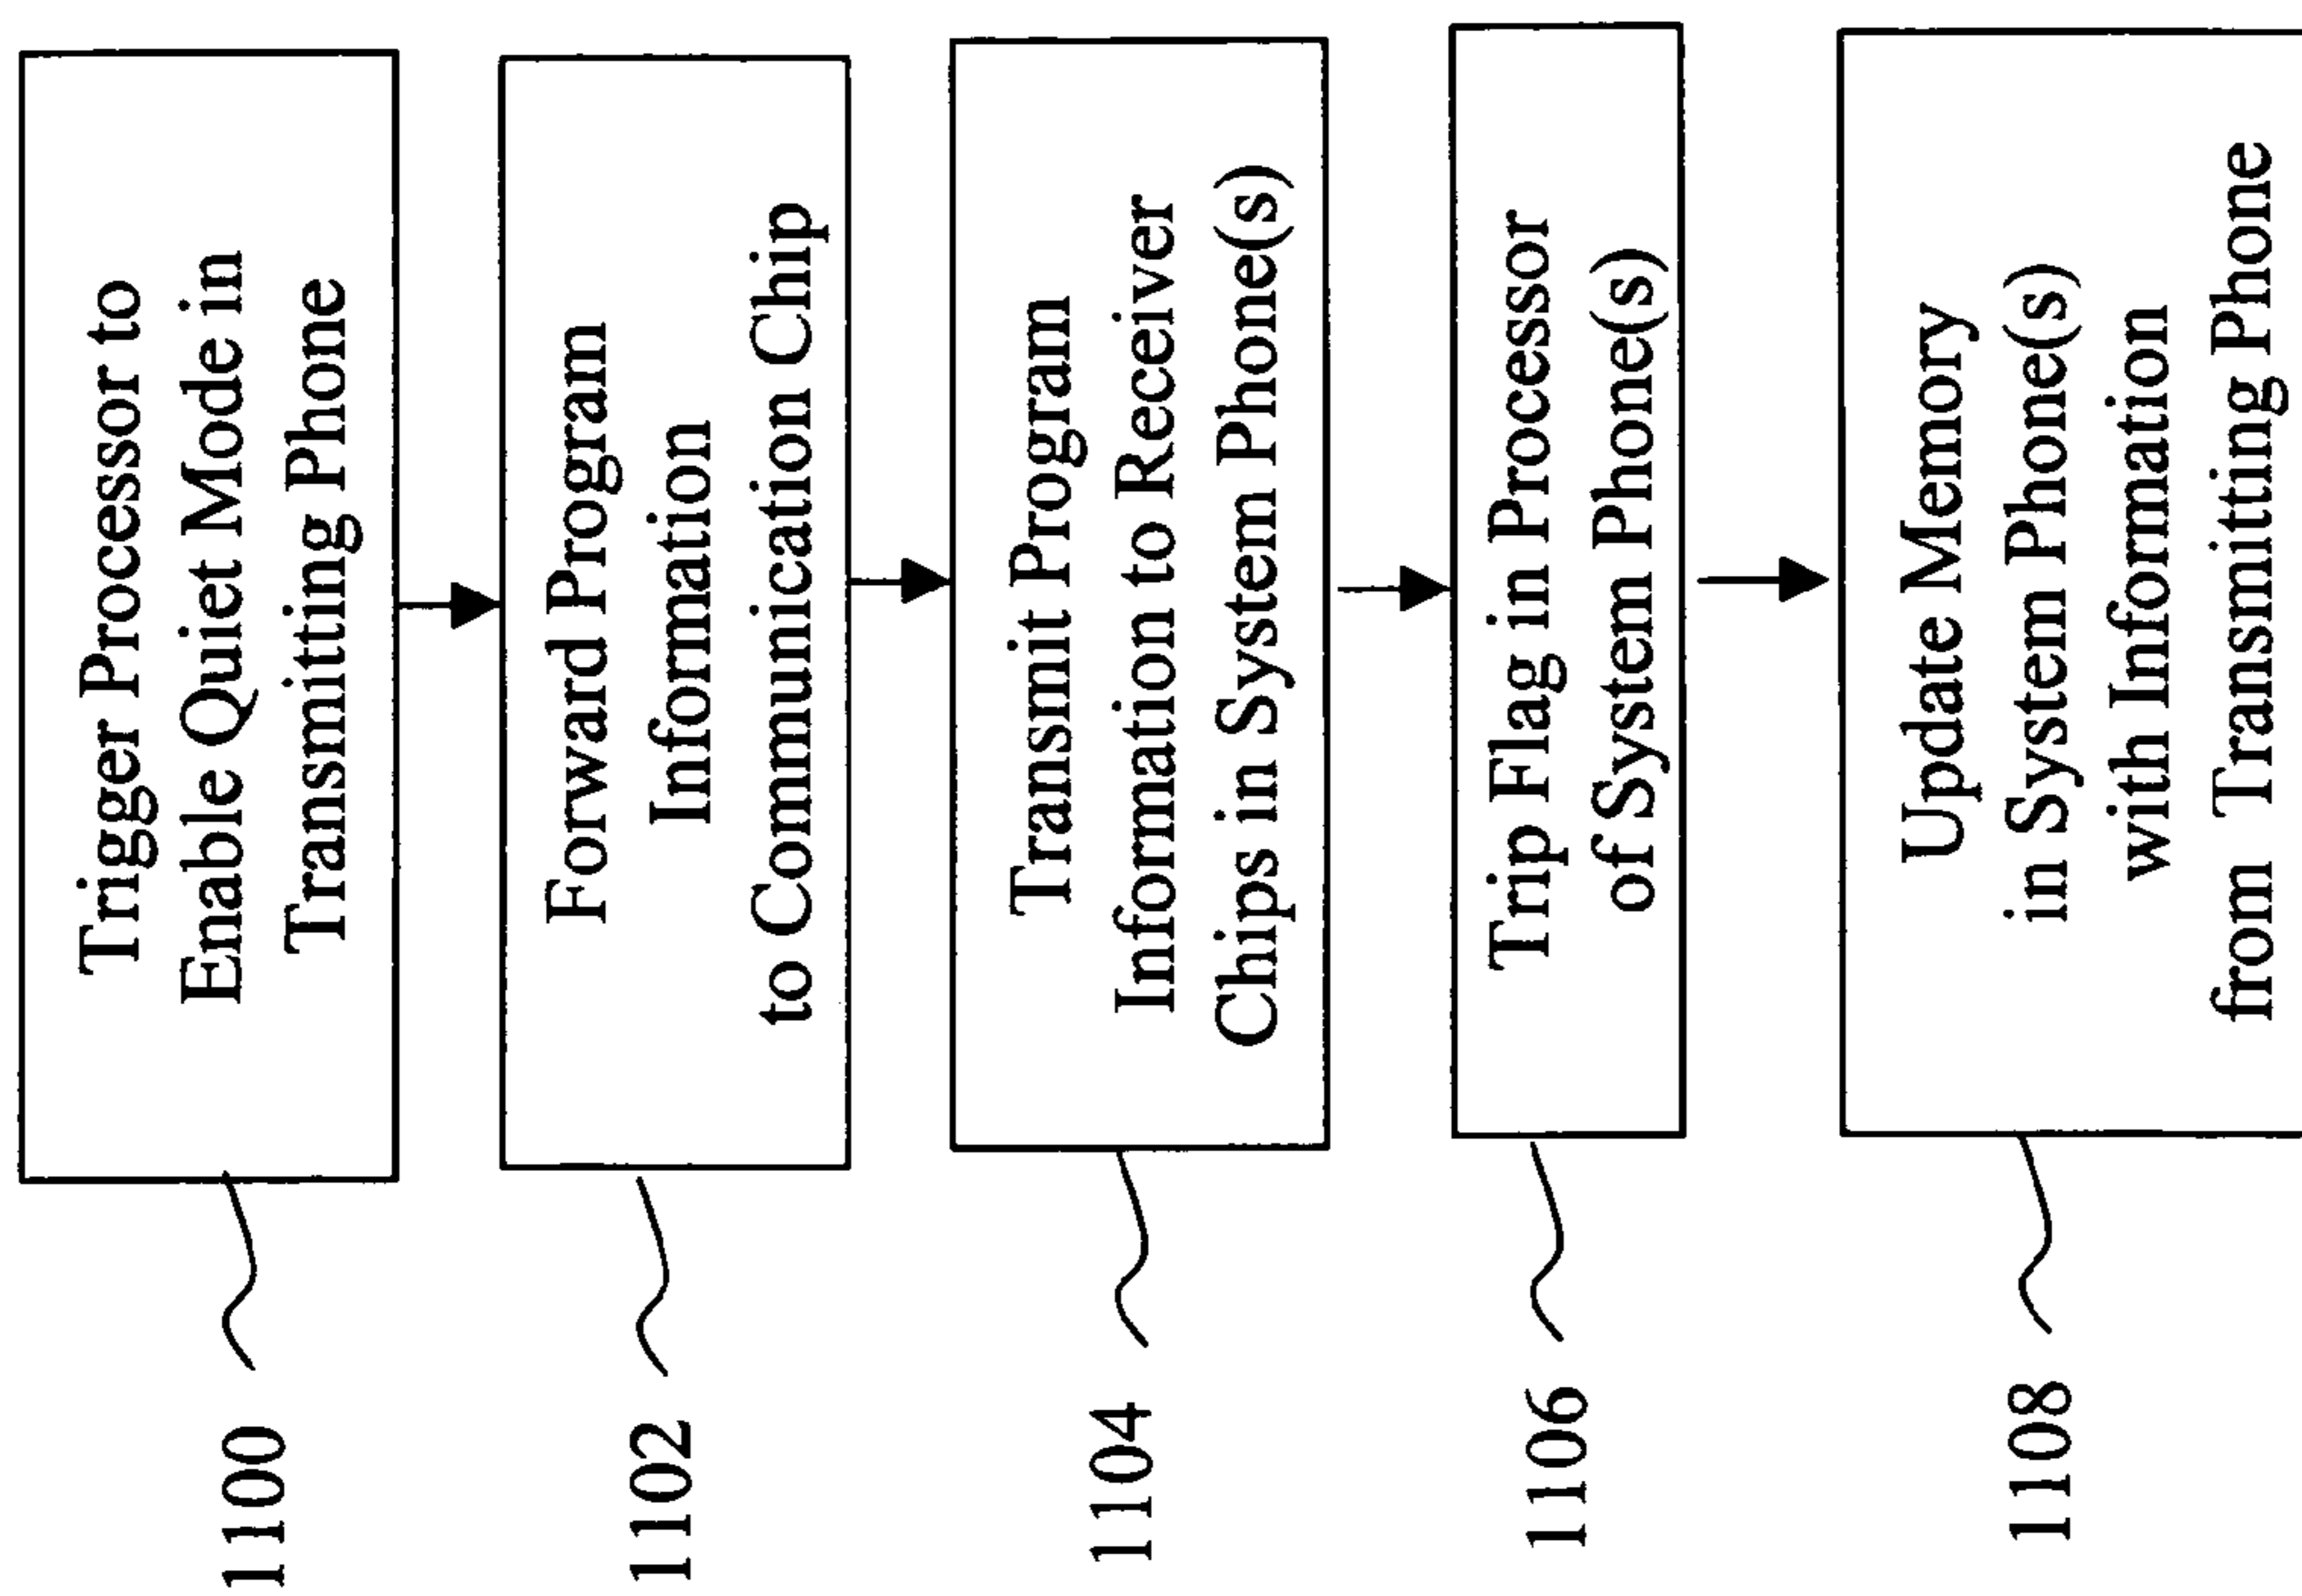 Trigger Processor to
Enable Quiet Mode in
Transmitting Phone
1100
Forward Program
Information
to Communication Chip
1102
Transmit Program
Information to Receiver
Chips in System Phone(s)
1104
Trip Flag in Processor
of System Phone(s)
1106
Update Memory
in System Phone(s)
with Information
from Transmitting Phone
1108